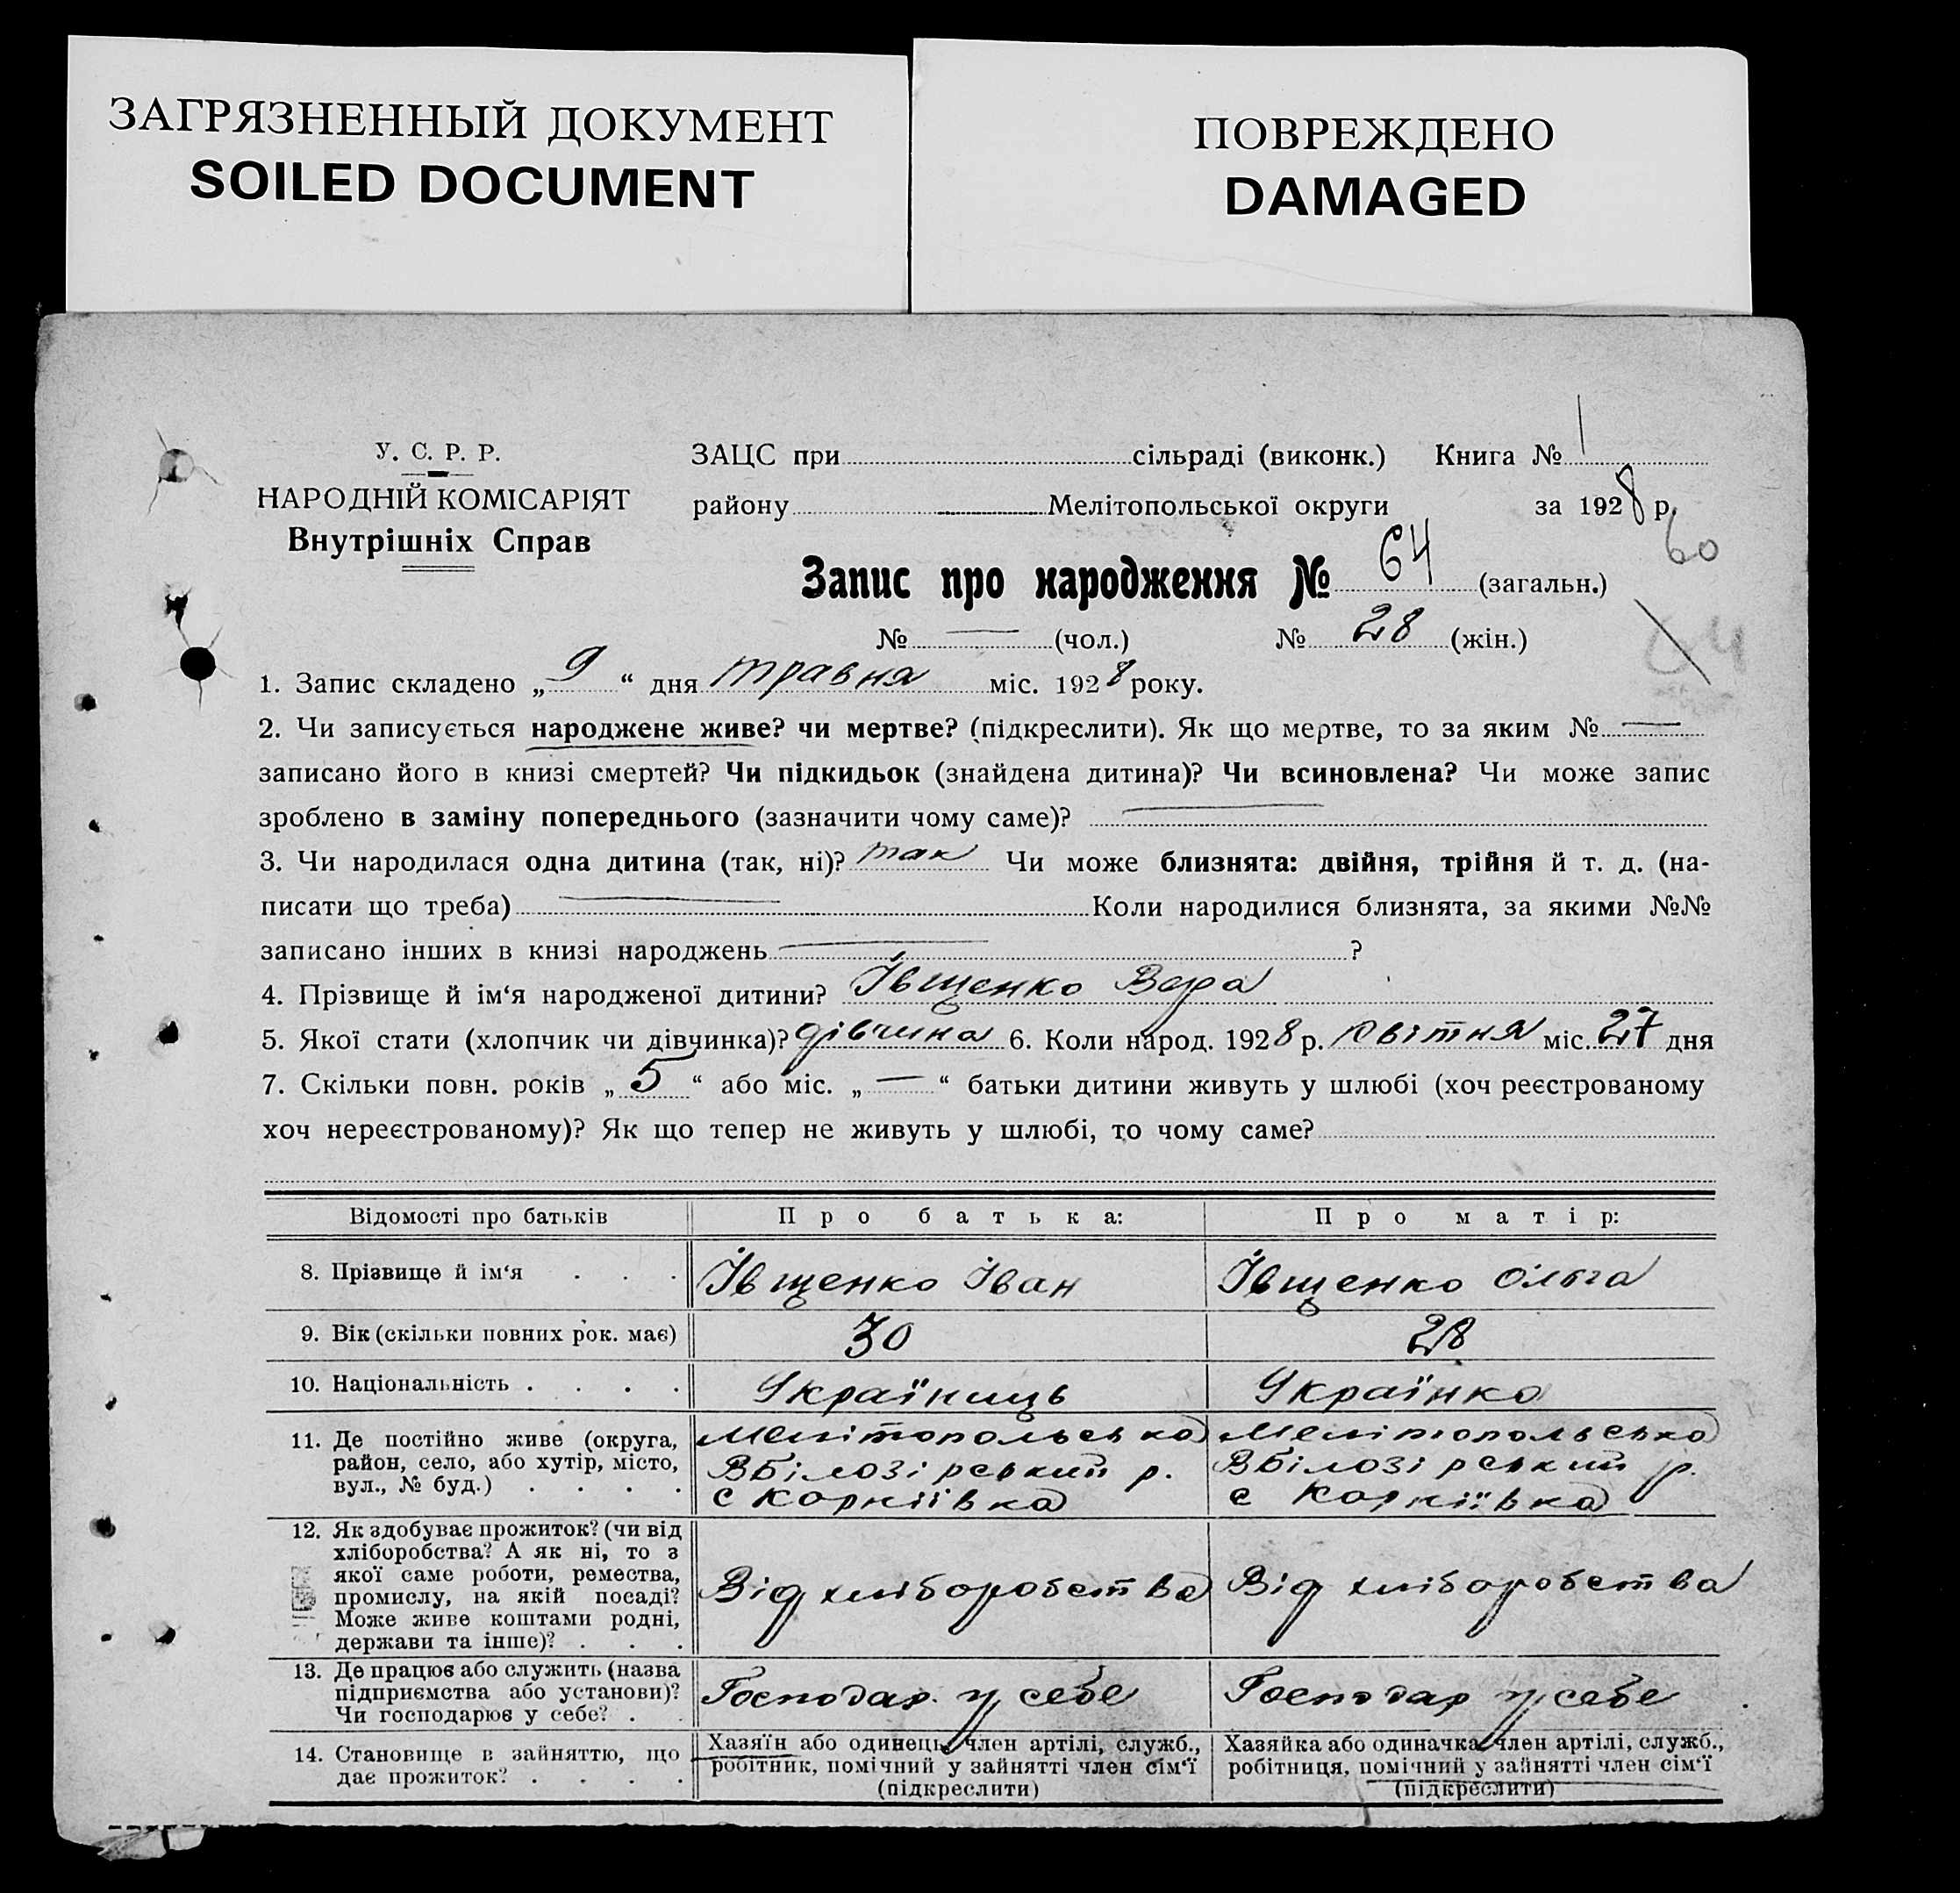 ЗАГРЯЗНЕННЫЙ ДОКУМЕНТ
SOILED DOCUMENT
ПОВРЕЖДЕНО
DAMAGED
У. С. Р. Р.
НАРОДНІЙ КОМІСАРІЯТ
Внутрішніх Справ
ЗАЦС при сільраді (виконк.) Книга № 1
району Мелітопольської округи за 1928 р.
60
Запис про народження № 64 (загальн.)
№ — (чол.) № 28 (жін.)
64
1. Запис складено „9“ дня травня міс. 1928 року.
2. Чи записується народжене живе? чи мертве? (підкреслити). Як що мертве, то за яким № —
записано його в книзі смертей? Чи підкидьок (знайдена дитина)? Чи всиновлена? Чи може запис
зроблено в заміну попереднього (зазначити чому саме)? —
3. Чи народилася одна дитина (так, ні)? так Чи може близнята: двійня, трійня й т. д. (на-
писати що треба) — Коли народилися близнята, за якими №№
записано інших в книзі народжень — ?
4. Прізвище й ім‘я народженої дитини? Івщенко Вера
5. Якої стати (хлопчик чи дівчинка)? дівчина 6. Коли народ. 1928 р. квітня міс. 27 дня
7. Скільки повн. років „5“ або міс. „—“ батьки дитини живуть у шлюбі (хоч реєстрованому
хоч нереєстрованому)? Як що тепер не живуть у шлюбі, то чому саме?
Відомості про батьків Про батька: Про матір:
8. Прізвище й ім‘я . . . Івщенко Іван Івщенко Ольга
9. Вік (скільки повних рок. має) 30 28
10. Національність . . . . Україниць Українка
11. Де постійно живе (округа,
район, село, або хутір, місто,
вул., № буд.) . . . .
Мелітопольська
ВБілозірський р.
с Корніївка
Мелітопольська
ВБілозірський р.
с Корніївка
12. Як здобуває прожиток? (чи від
хліборобства? А як ні, то з
якої саме роботи, ремества,
промислу, на якій посаді?
Може живе коштами родні,
держави та інше)? . . .
Від хліборобства
Від хліборобства
13. Де працює або служить (назва
підприємства або установи)?
Чи господарює у себе? . .
Господар. у себе
Господар у себе
14. Становище в зайняттю, що
дає прожиток? . . . .
Хазяїн або одинець, член артілі, служб.,
робітник, помічний у зайнятті член сім‘ї
(підкреслити)
Хазяйка або одиначка, член артілі, служб.,
робітниця, помічний у зайнятті член сім‘ї
(підкреслити)